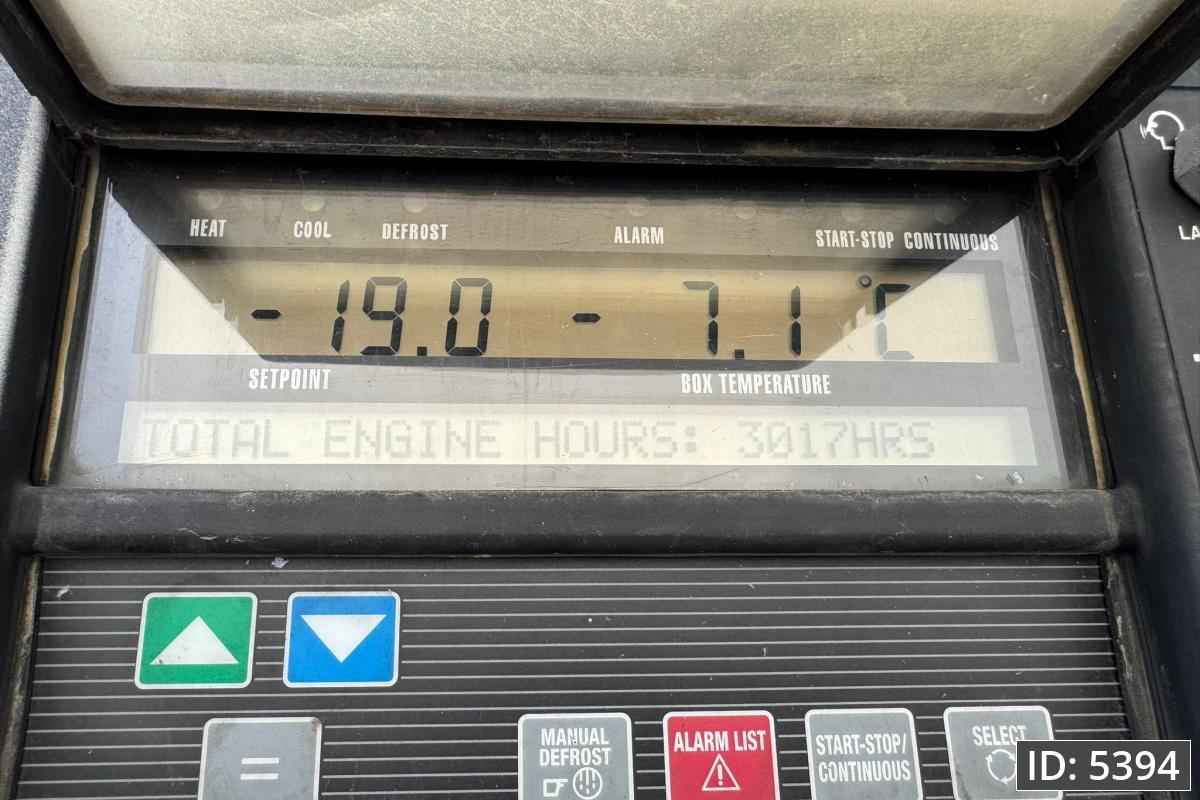 HEAT COOL DEFROST ALARM START-STOP CONTINUOUS
-19.0 - 7.1 °C
SETPOINT BOX TEMPERATURE
TOTAL ENGINE HOURS: 3017HRS
=
MANUAL DEFROST
ALARM LIST
START-STOP/
CONTINUOUS
SELECT
ID: 5394